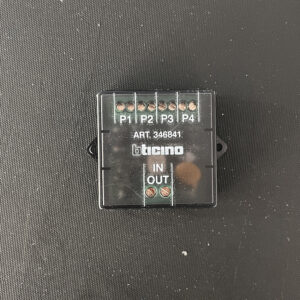 P1 P2 P3 P4
ART. 346841
bticino
IN
OUT